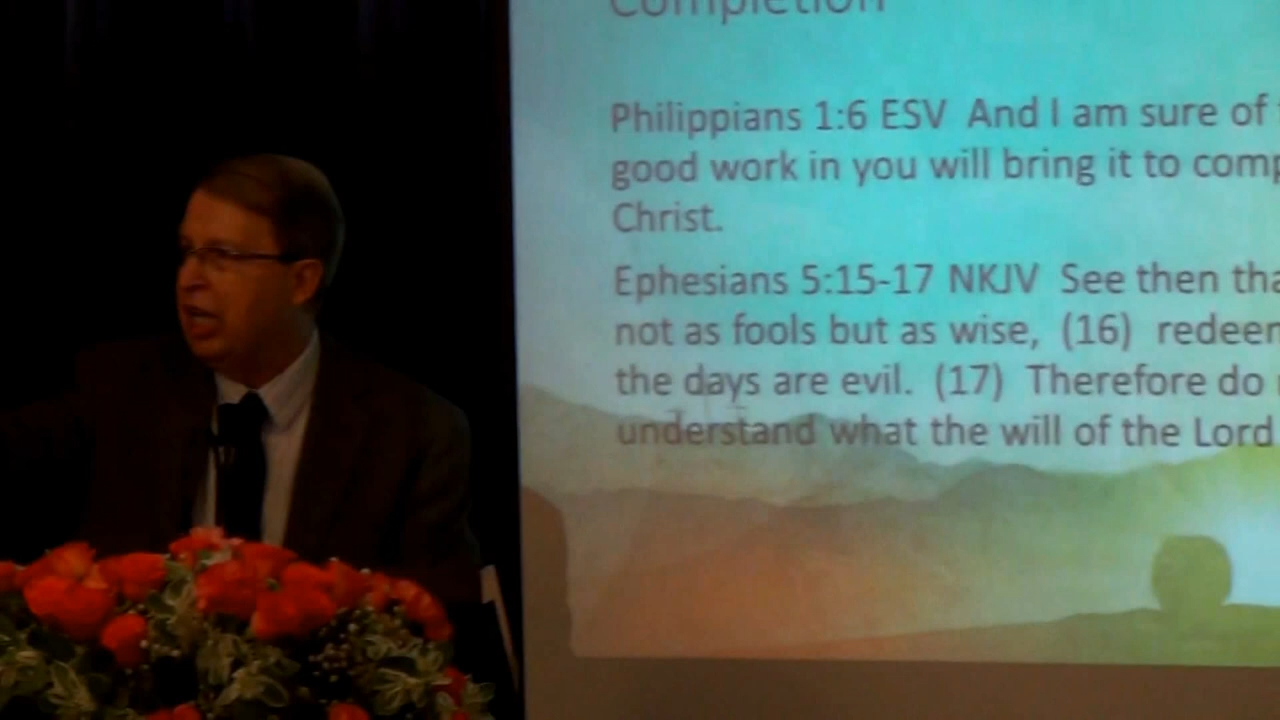 Completion
Philippians 1:6 ESV And I am sure of
good work in you will bring it to comp
Christ.
Ephesians 5:15-17 NKJV See then tha
not as fools but as wise, (16) redeem
the days are evil. (17) Therefore do
understand what the will of the Lord